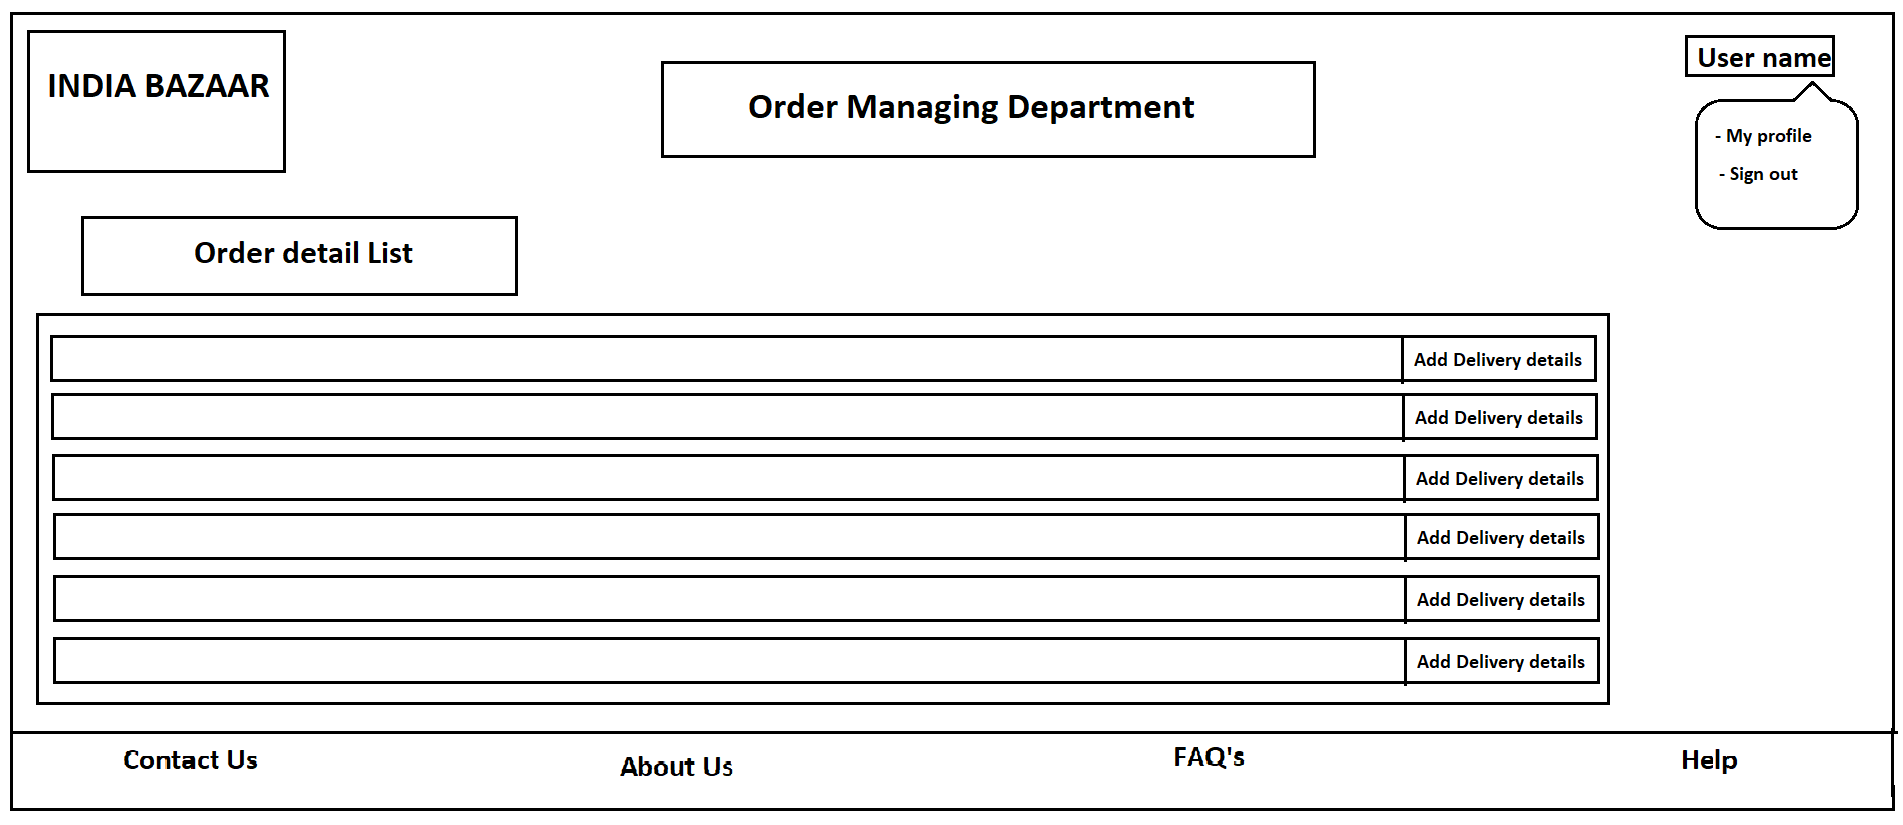 INDIA BAZAAR
Order Managing Department
User name
- My profile
- Sign out
Order detail List
Add Delivery details
Add Delivery details
Add Delivery details
Add Delivery details
Add Delivery details
Add Delivery details
Contact Us
About Us
FAQ's
Help